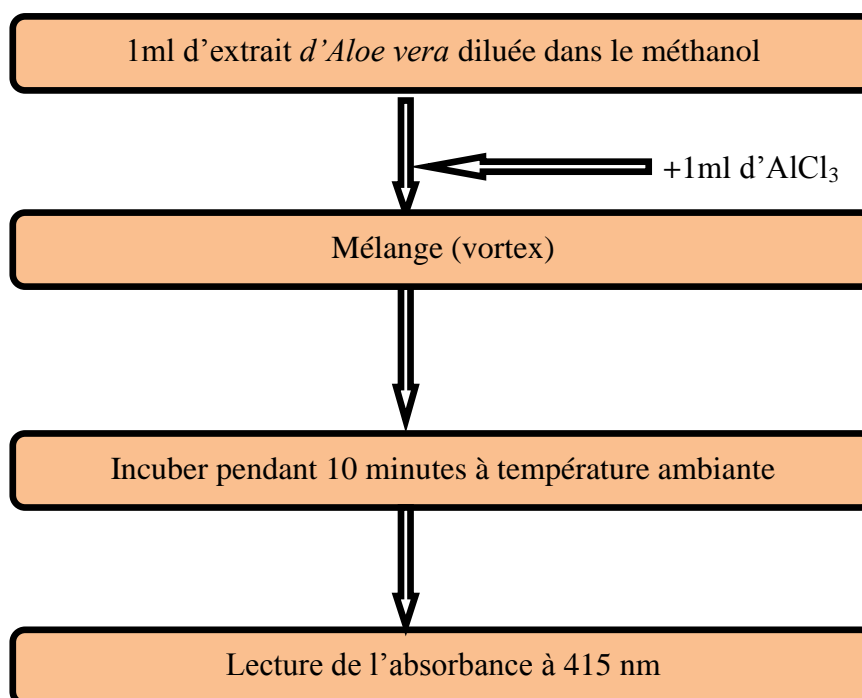 1ml d’extrait d’Aloe vera diluée dans le méthanol
+1ml d’AlCl₃
Mélange (vortex)
Incuber pendant 10 minutes à température ambiante
Lecture de l’absorbance à 415 nm